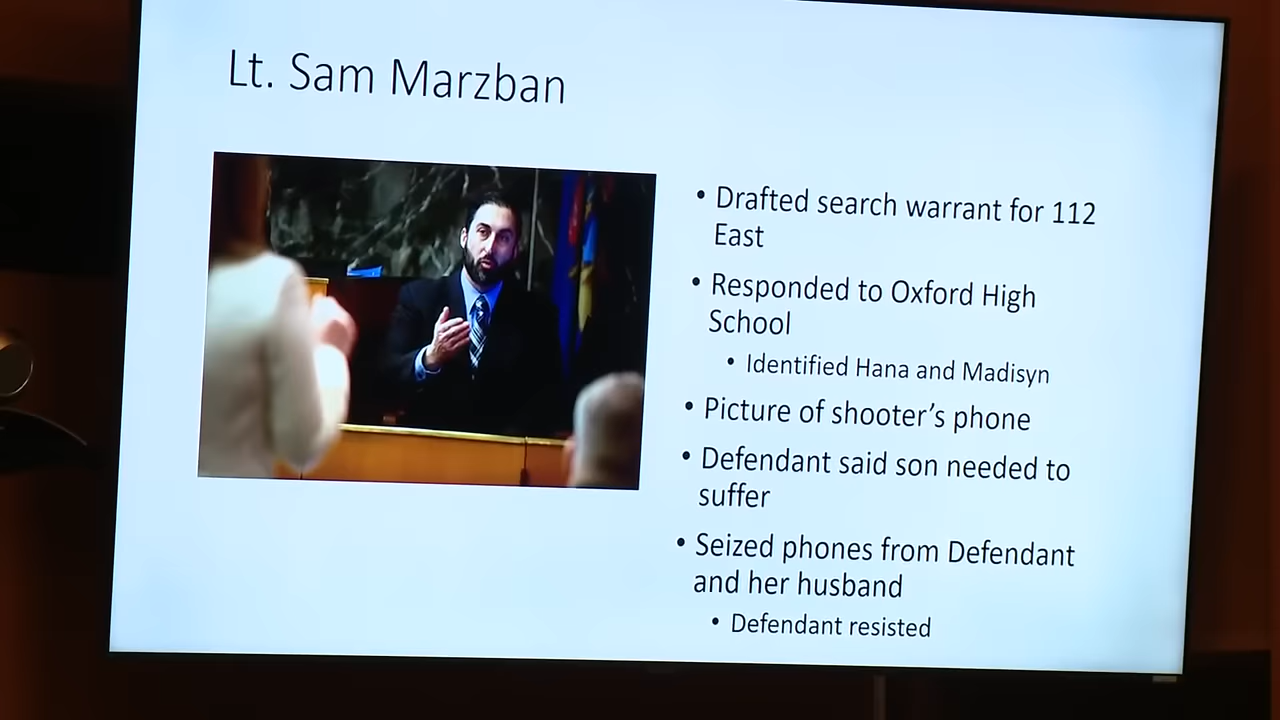 Lt. Sam Marzban
• Drafted search warrant for 112
East
• Responded to Oxford High
School
• Identified Hana and Madisyn
• Picture of shooter's phone
• Defendant said son needed to
suffer
• Seized phones from Defendant
and her husband
• Defendant resisted